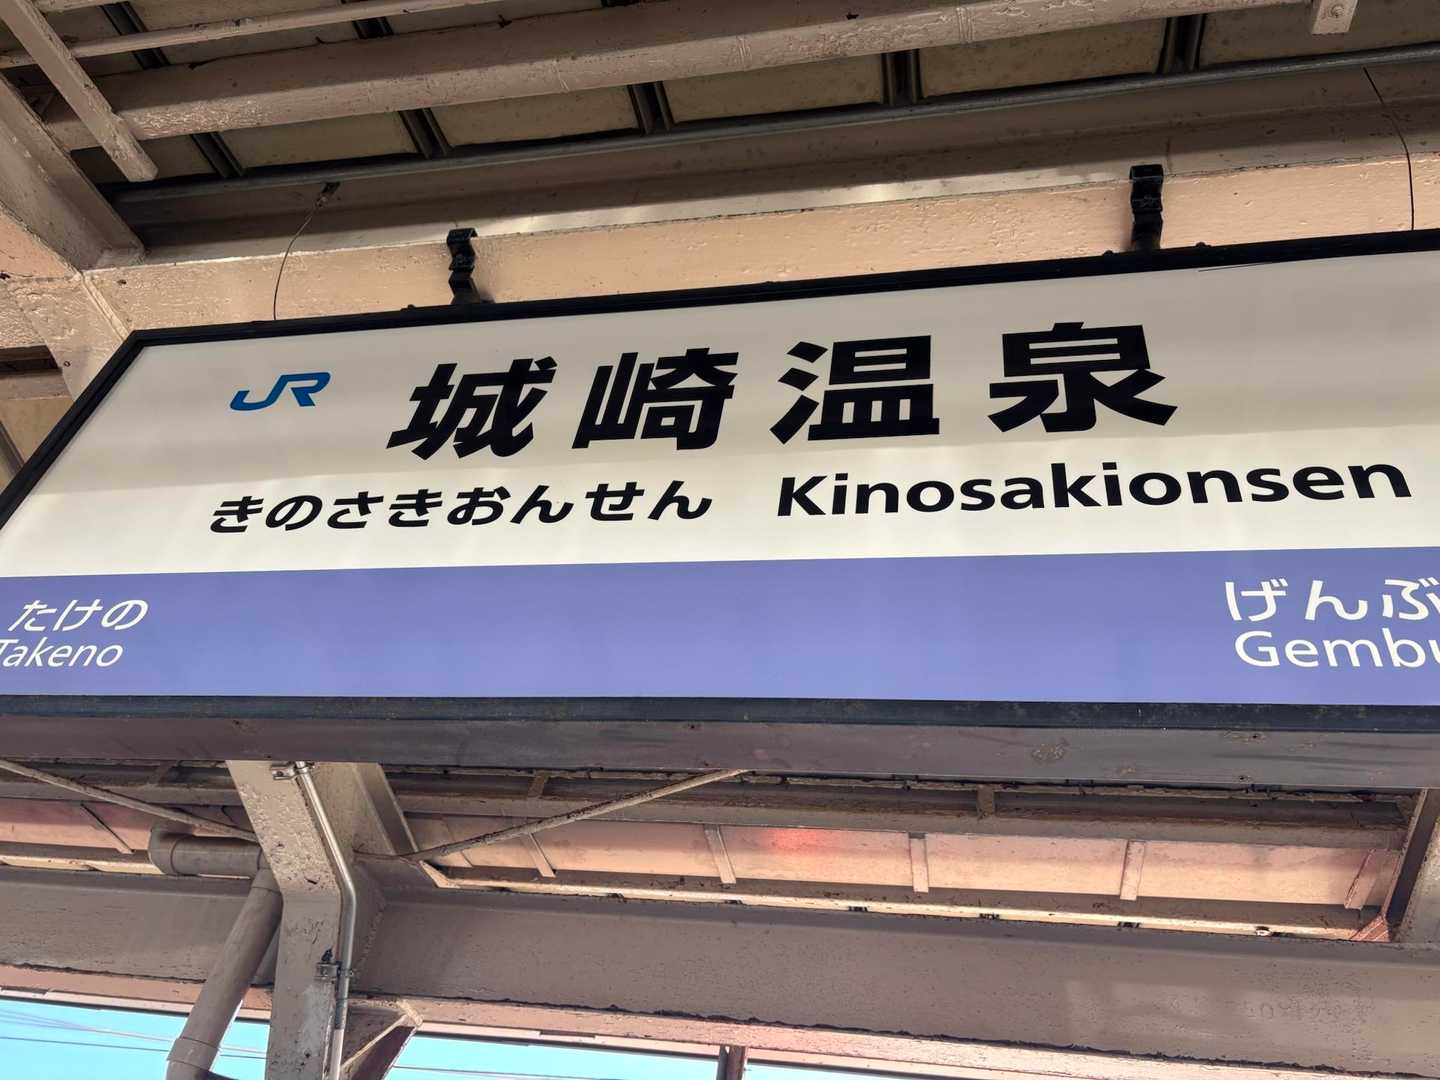 JR 城崎温泉
きのさきおんせん Kinosakionsen
たけの げんぶ
Takeno Gembu